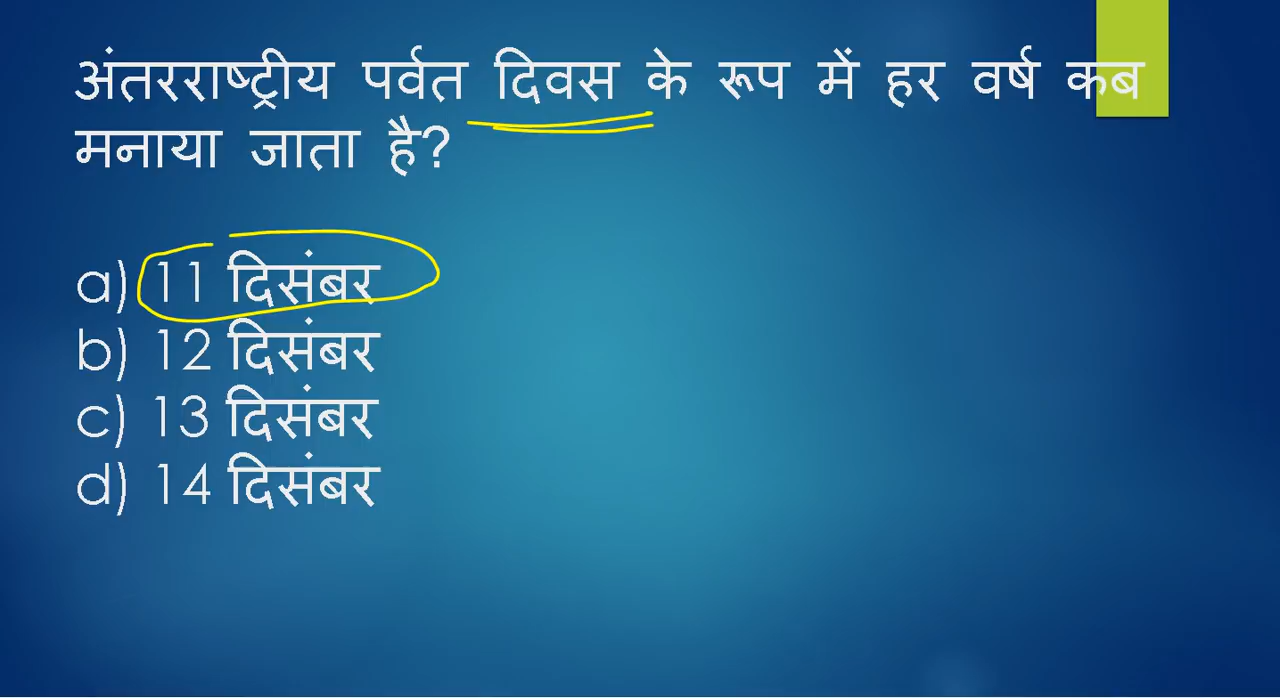 अंतरराष्ट्रीय पर्वत दिवस के रूप में हर वर्ष कब
मनाया जाता है?
a) 11 दिसंबर
b) 12 दिसंबर
c) 13 दिसंबर
d) 14 दिसंबर